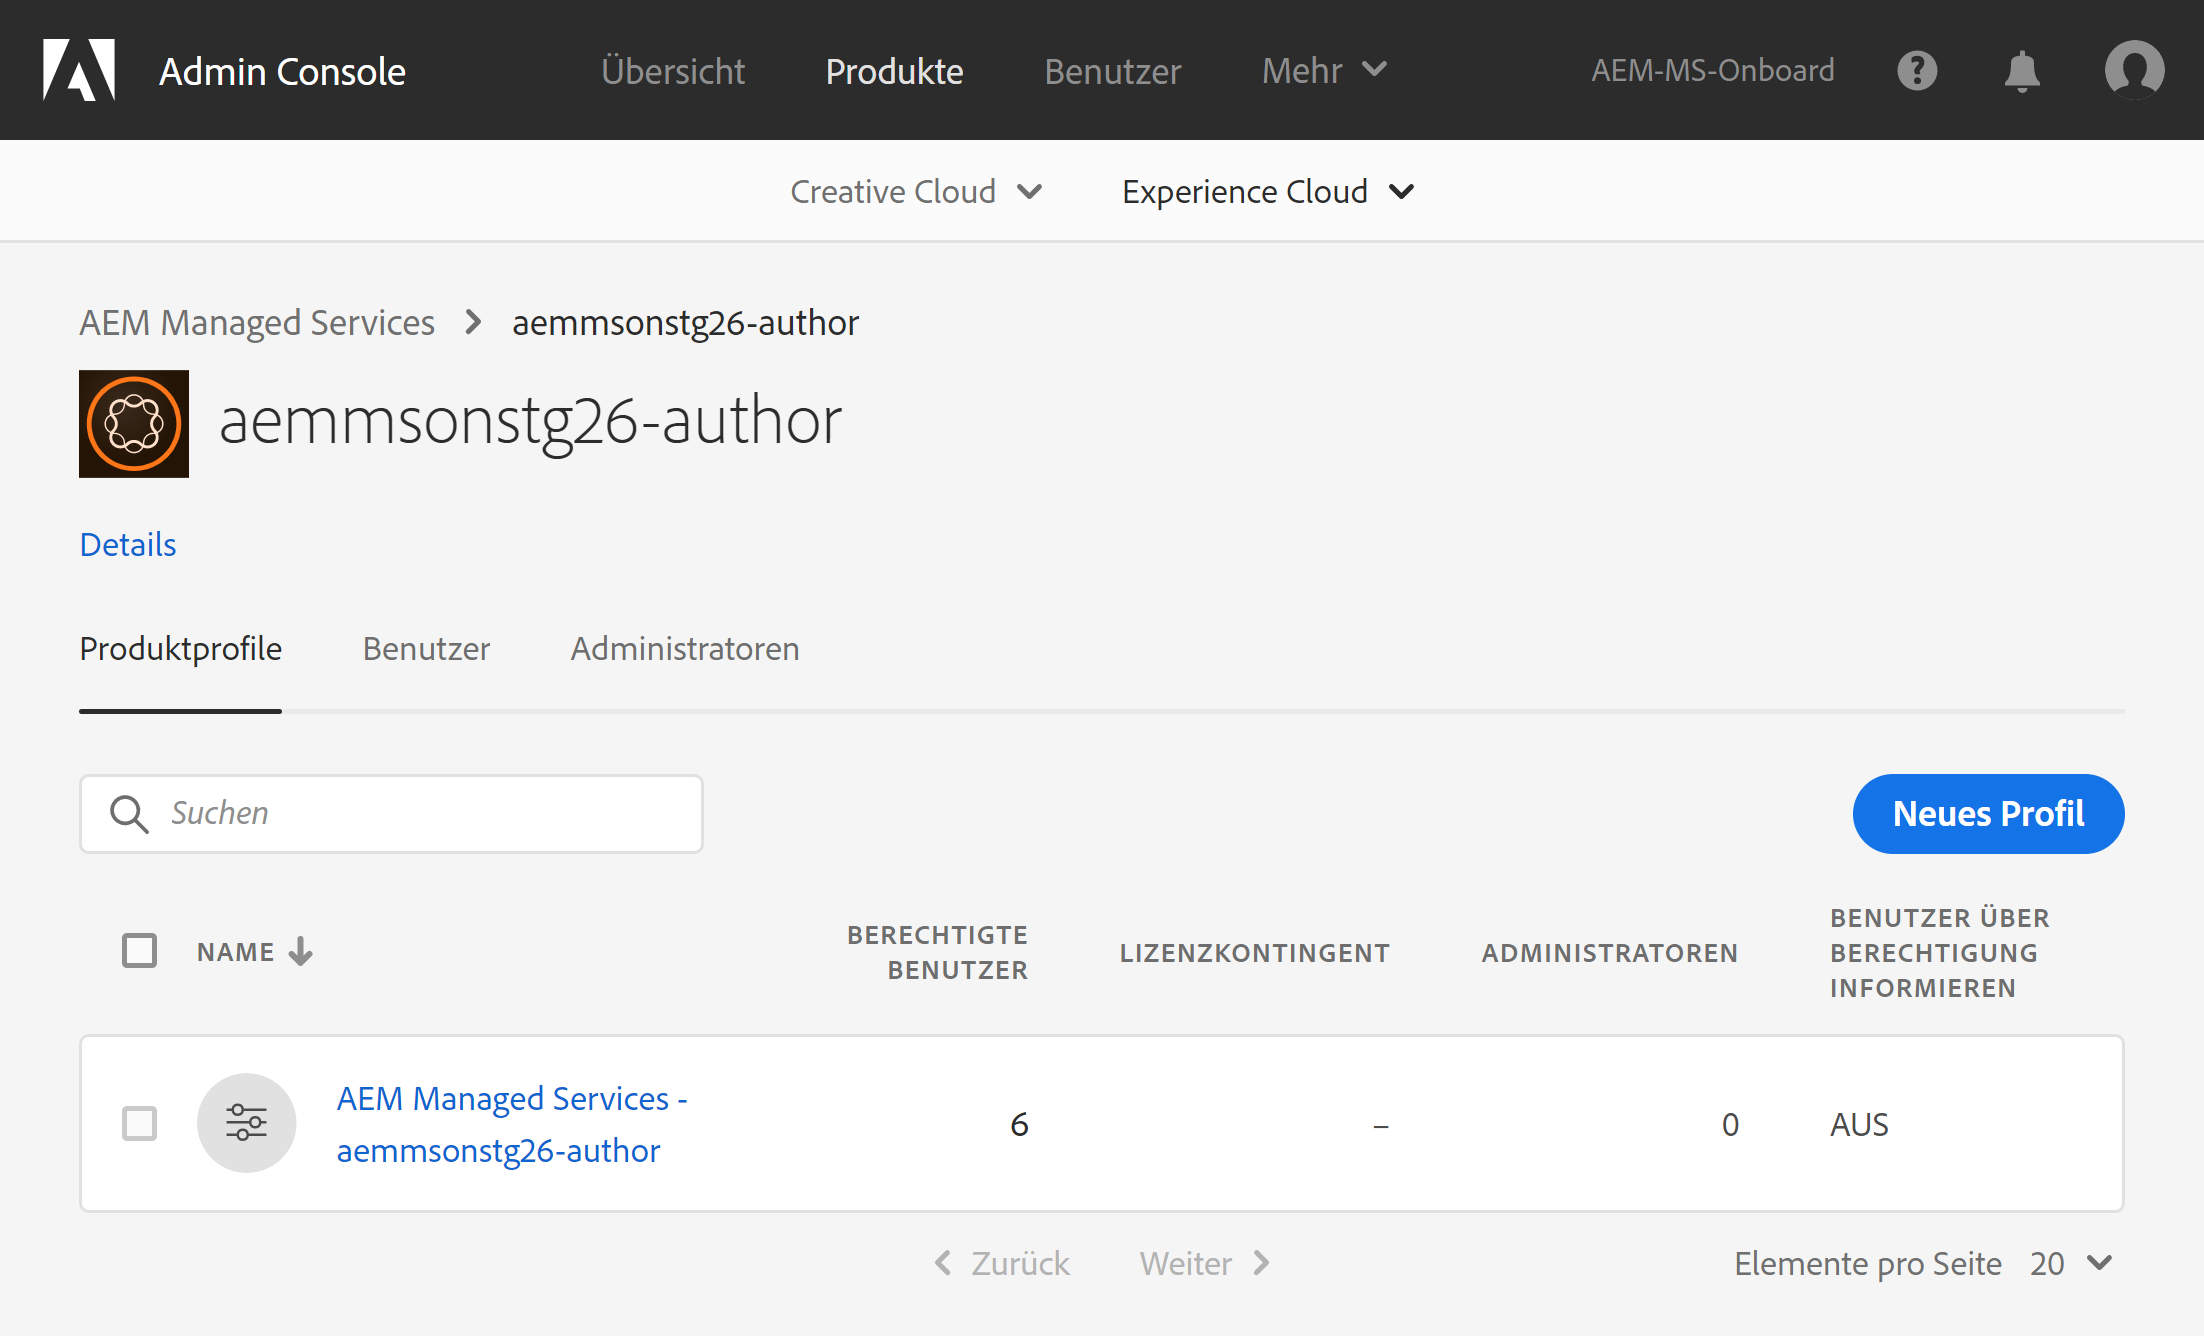 Admin Console
Übersicht
Produkte
Benutzer
Mehr
AEM-MS-Onboard
Creative Cloud
Experience Cloud
AEM Managed Services
aemmsonstg26-author
aemmsonstg26-author
Details
Produktprofile
Benutzer
Administratoren
Suchen
Neues Profil
NAME
BERECHTIGTE
BENUTZER
LIZENZKONTINGENT
ADMINISTRATOREN
BENUTZER ÜBER
BERECHTIGUNG
INFORMIEREN
AEM Managed Services -
aemmsonstg26-author
6
–
0
AUS
Zurück
Weiter
Elemente pro Seite
20